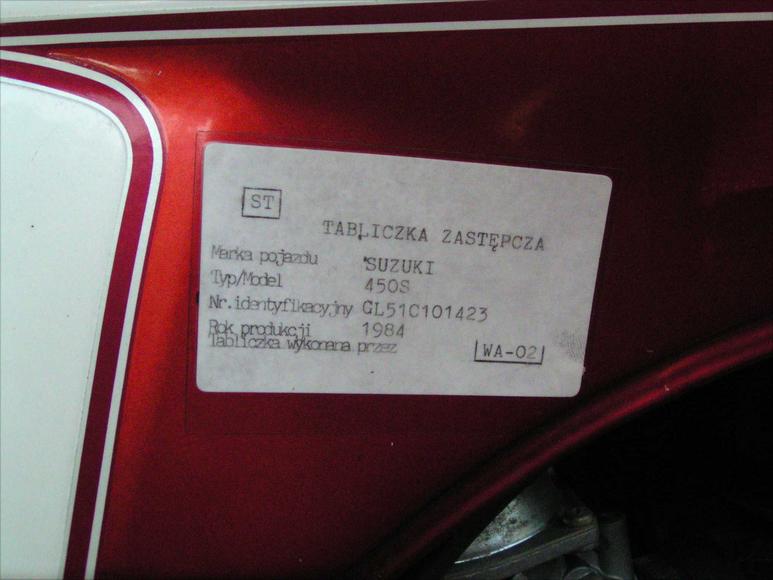 ST
TABLICZKA ZASTĘPCZA
Marka pojazdu SUZUKI
Typ/Model 450S
Nr.identyfikacyjny GL51C101423
Rok produkcji 1984
Tabliczka wykonana przez WA-02